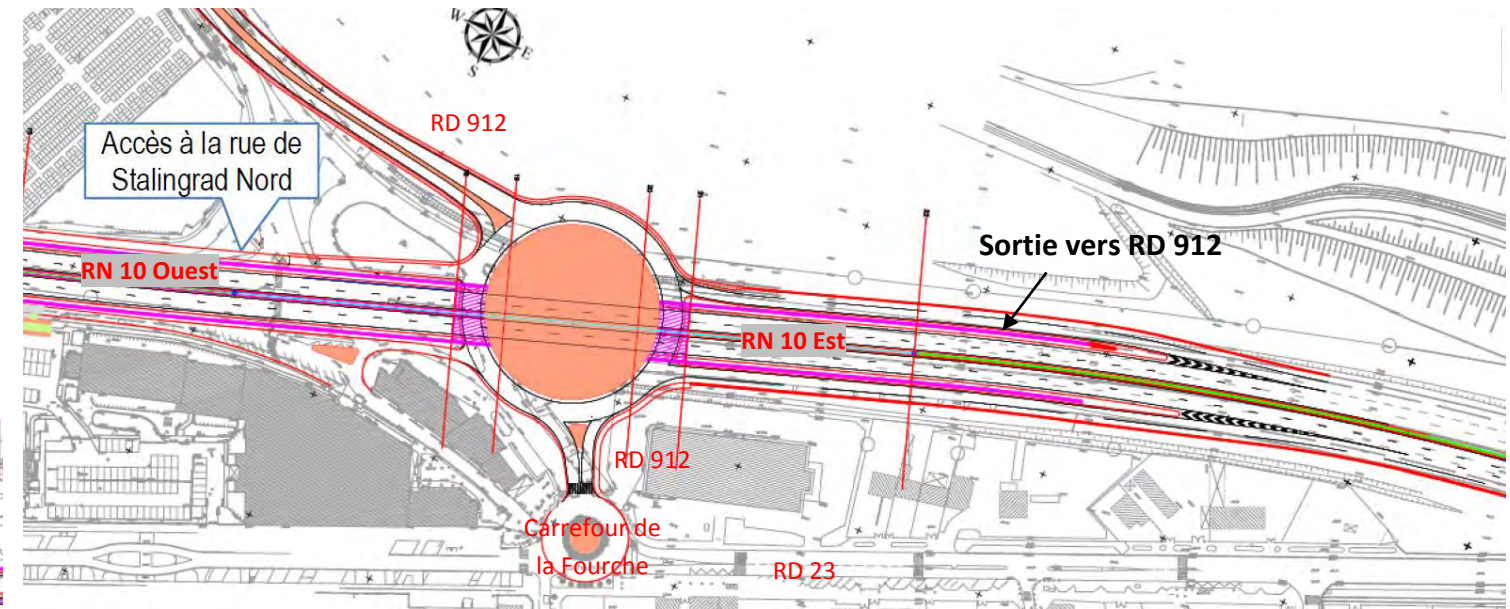 W
E
S
RD 912
Accès à la rue de
Stalingrad Nord
Sortie vers RD 912
RN 10 Ouest
RN 10 Est
RD 912
Carrefour de
la Fourche
RD 23